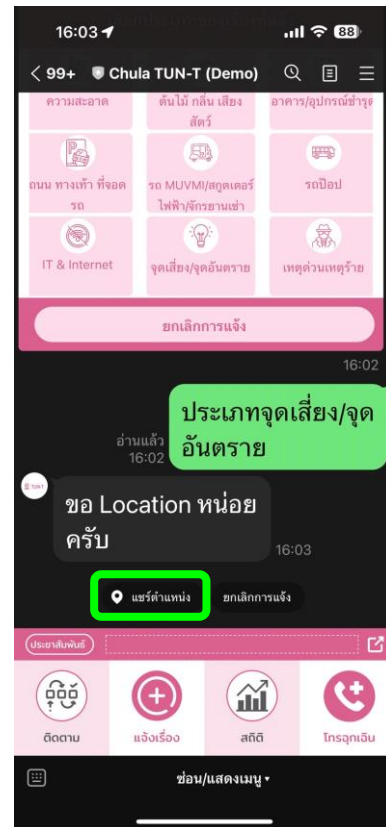 16:03
88
99+
Chula TUN-T (Demo)
ความสะอาด
ต้นไม้ กลิ่น เสียง
สัตว์
อาคาร/อุปกรณ์ชำรุด
ถนน ทางเท้า ที่จอด
รถ
รถ MUVMI/สกูตเตอร์
ไฟฟ้า/จักรยานเช่า
รถป๊อป
IT & Internet
จุดเสี่ยง/จุดอันตราย
เหตุด่วนเหตุร้าย
ยกเลิกการแจ้ง
16:02
ประเภทจุดเสี่ยง/จุด
อันตราย
อ่านแล้ว
16:02
ขอ Location หน่อย
ครับ
16:03
แชร์ตำแหน่ง
ยกเลิกการแจ้ง
ประชาสัมพันธ์
ติดตาม
แจ้งเรื่อง
สถิติ
โทรฉุกเฉิน
ซ่อน/แสดงเมนู